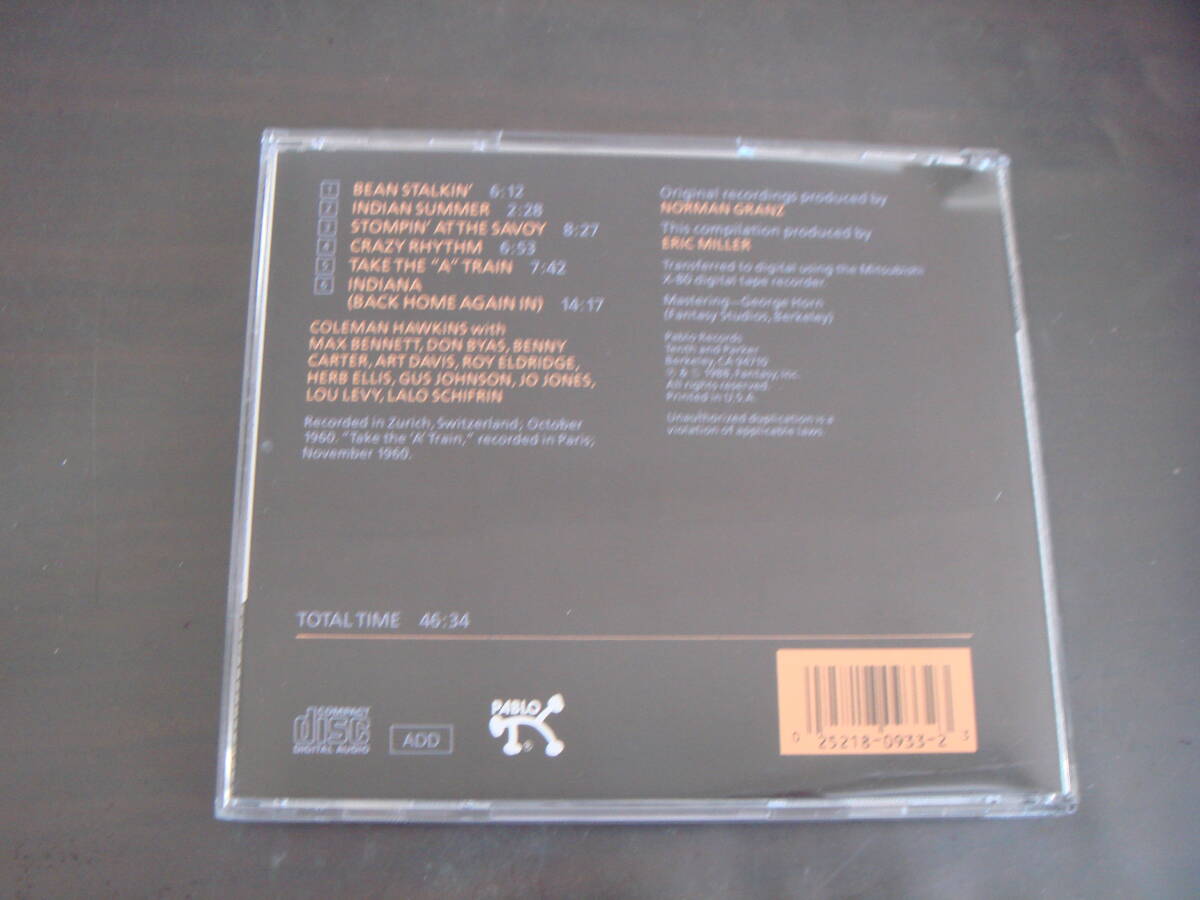 1 BEAN STALKIN' 6:12
2 INDIAN SUMMER 2:28
3 STOMPIN' AT THE SAVOY 8:27
4 CRAZY RHYTHM 6:53
5 TAKE THE "A" TRAIN 7:42
6 INDIANA
(BACK HOME AGAIN IN) 14:17
COLEMAN HAWKINS with
MAX BENNETT, DON BYAS, BENNY
CARTER, ART DAVIS, ROY ELDRIDGE,
HERB ELLIS, GUS JOHNSON, JO JONES,
LOU LEVY, LALO SCHIFRIN
Recorded in Zurich, Switzerland, October
1960. "Take the 'A' Train," recorded in Paris,
November 1960.
Original recordings produced by
NORMAN GRANZ
This compilation produced by
ERIC MILLER
Transferred to digital using the Mitsubishi
X-80 digital tape recorder.
Mastering—George Horn
(Fantasy Studios, Berkeley)
Pablo Records
Tenth and Parker
Berkeley, CA 94710
℗ & © 1988, Fantasy, Inc.
All rights reserved.
Printed in U.S.A.
Unauthorized duplication is a
violation of applicable laws.
TOTAL TIME 46:34
COMPACT
disc
DIGITAL AUDIO
ADD
PABLO
®
0 25218-0933-2 3